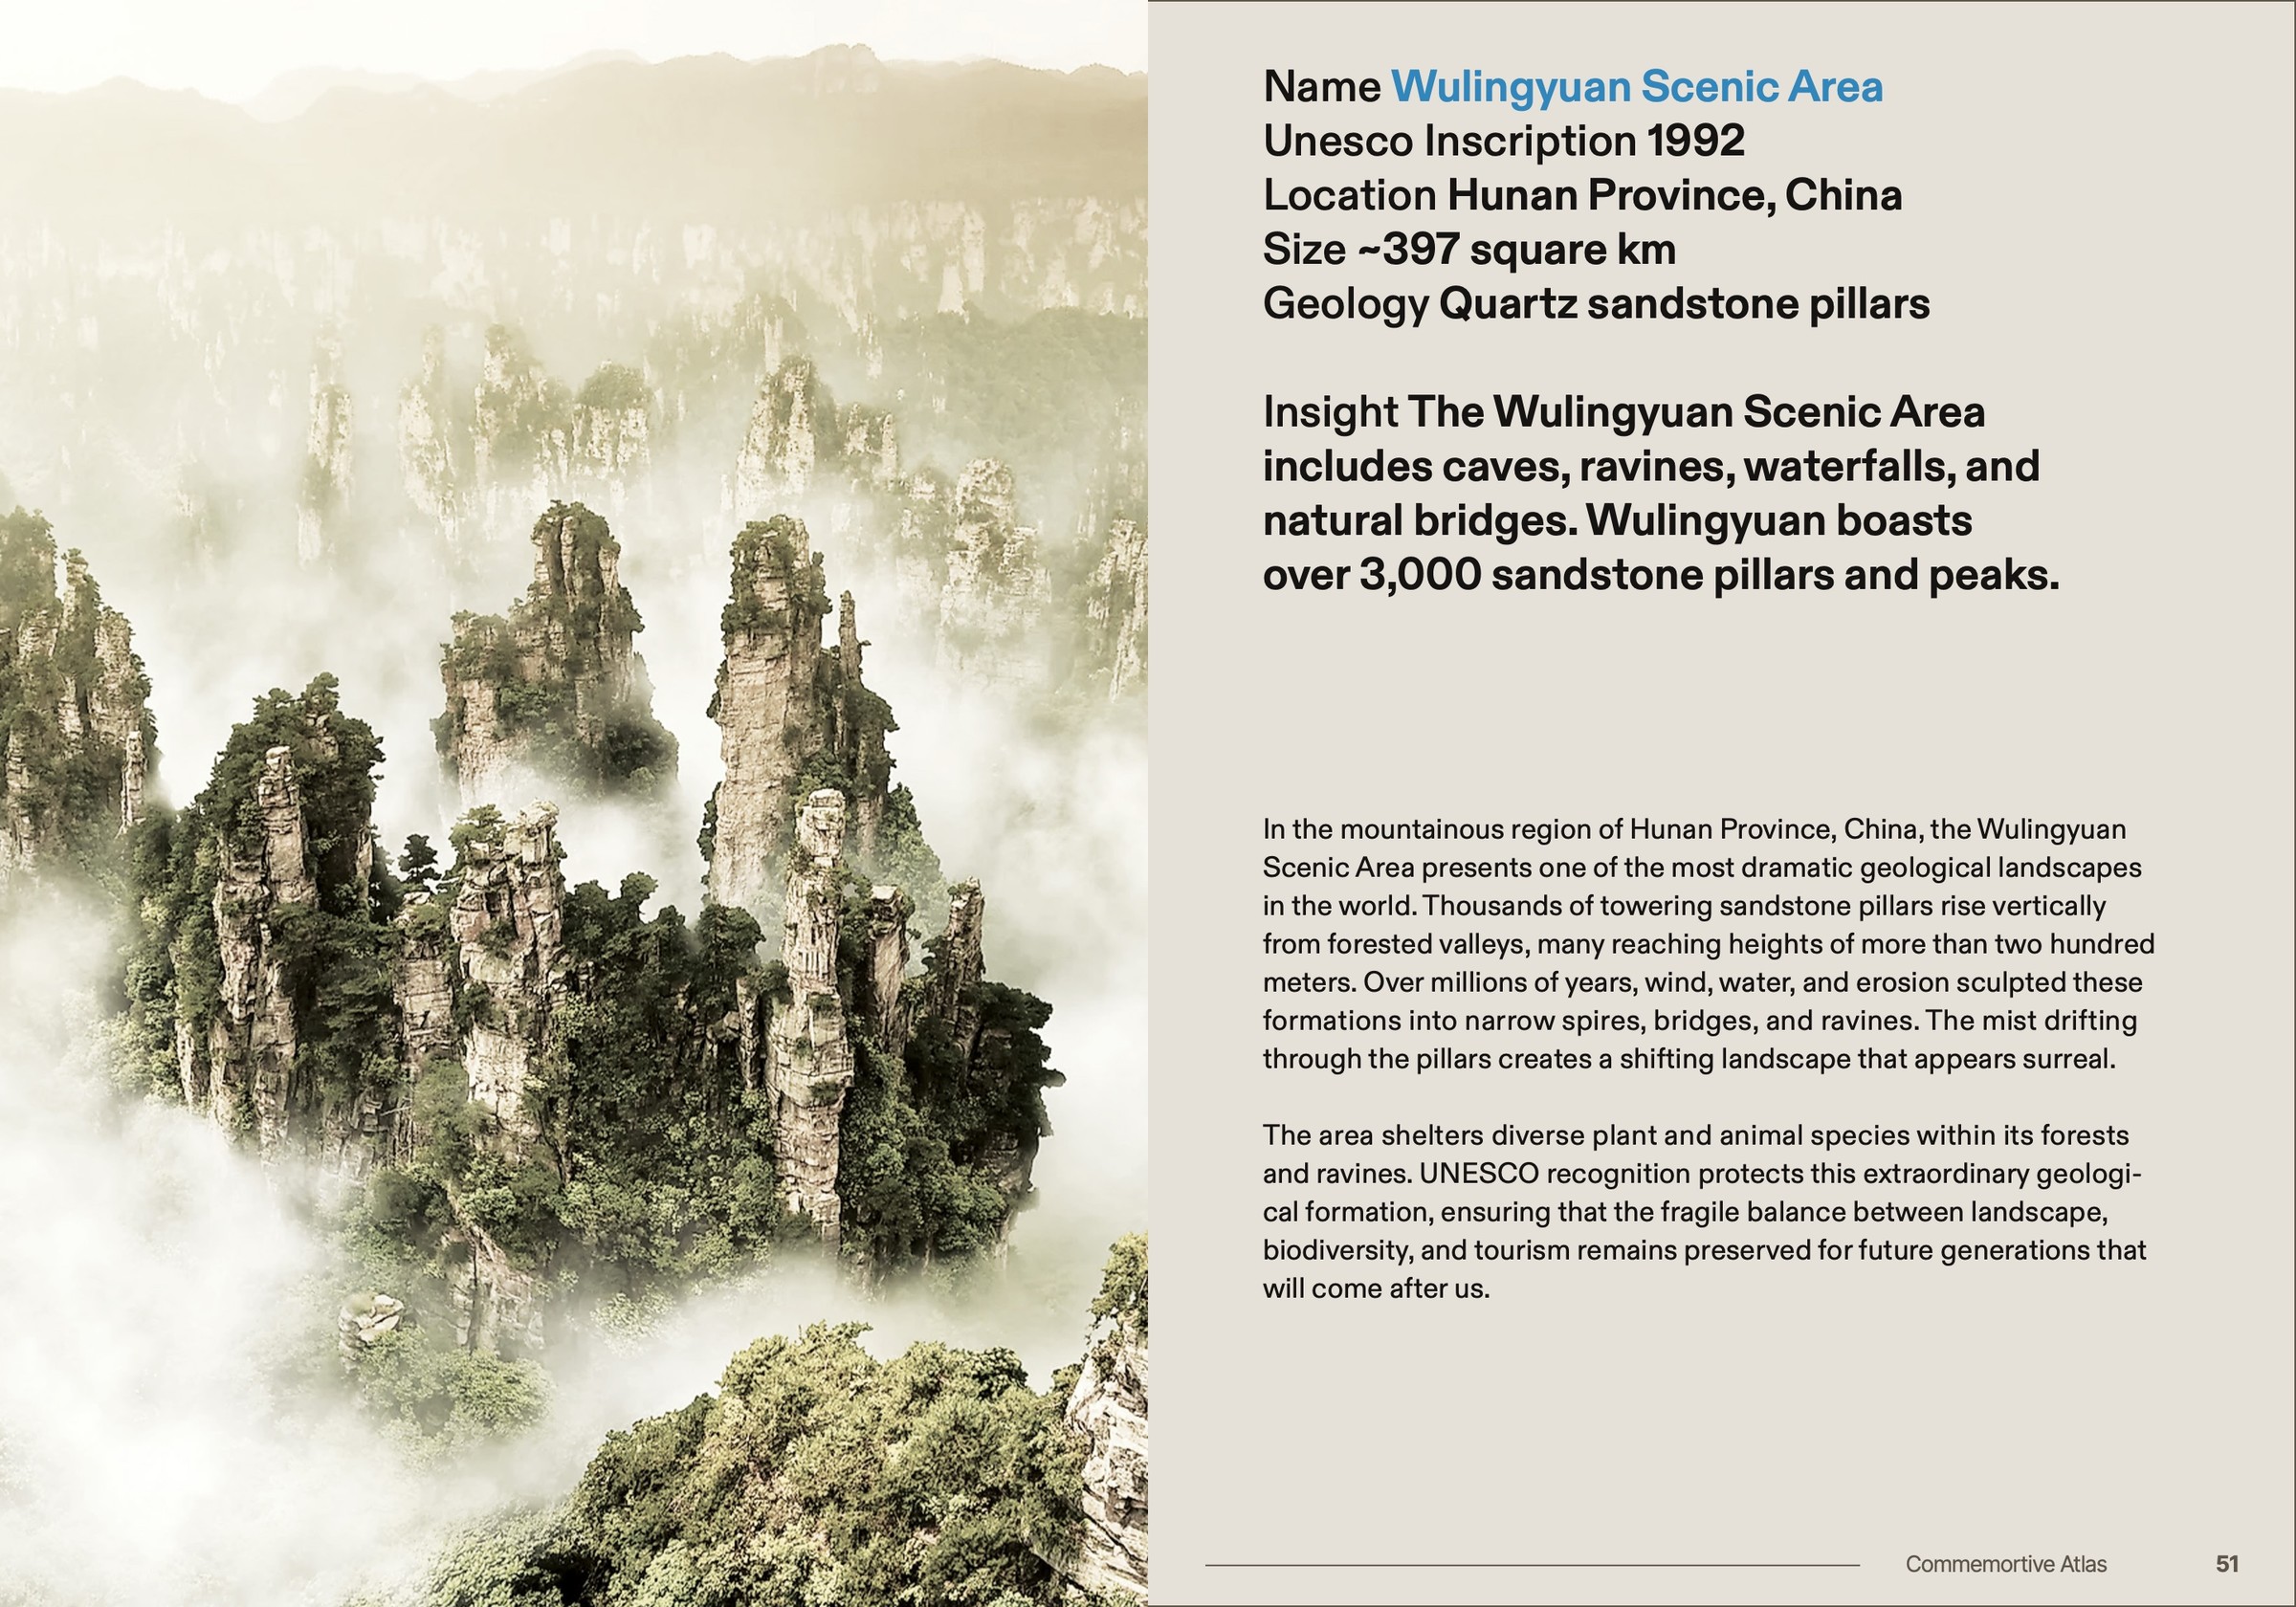 Name Wulingyuan Scenic Area
Unesco Inscription 1992
Location Hunan Province, China
Size ~397 square km
Geology Quartz sandstone pillars
Insight The Wulingyuan Scenic Area
includes caves, ravines, waterfalls, and
natural bridges. Wulingyuan boasts
over 3,000 sandstone pillars and peaks.
In the mountainous region of Hunan Province, China, the Wulingyuan
Scenic Area presents one of the most dramatic geological landscapes
in the world. Thousands of towering sandstone pillars rise vertically
from forested valleys, many reaching heights of more than two hundred
meters. Over millions of years, wind, water, and erosion sculpted these
formations into narrow spires, bridges, and ravines. The mist drifting
through the pillars creates a shifting landscape that appears surreal.
The area shelters diverse plant and animal species within its forests
and ravines. UNESCO recognition protects this extraordinary geologi-
cal formation, ensuring that the fragile balance between landscape,
biodiversity, and tourism remains preserved for future generations that
will come after us.
Commemortive Atlas
51